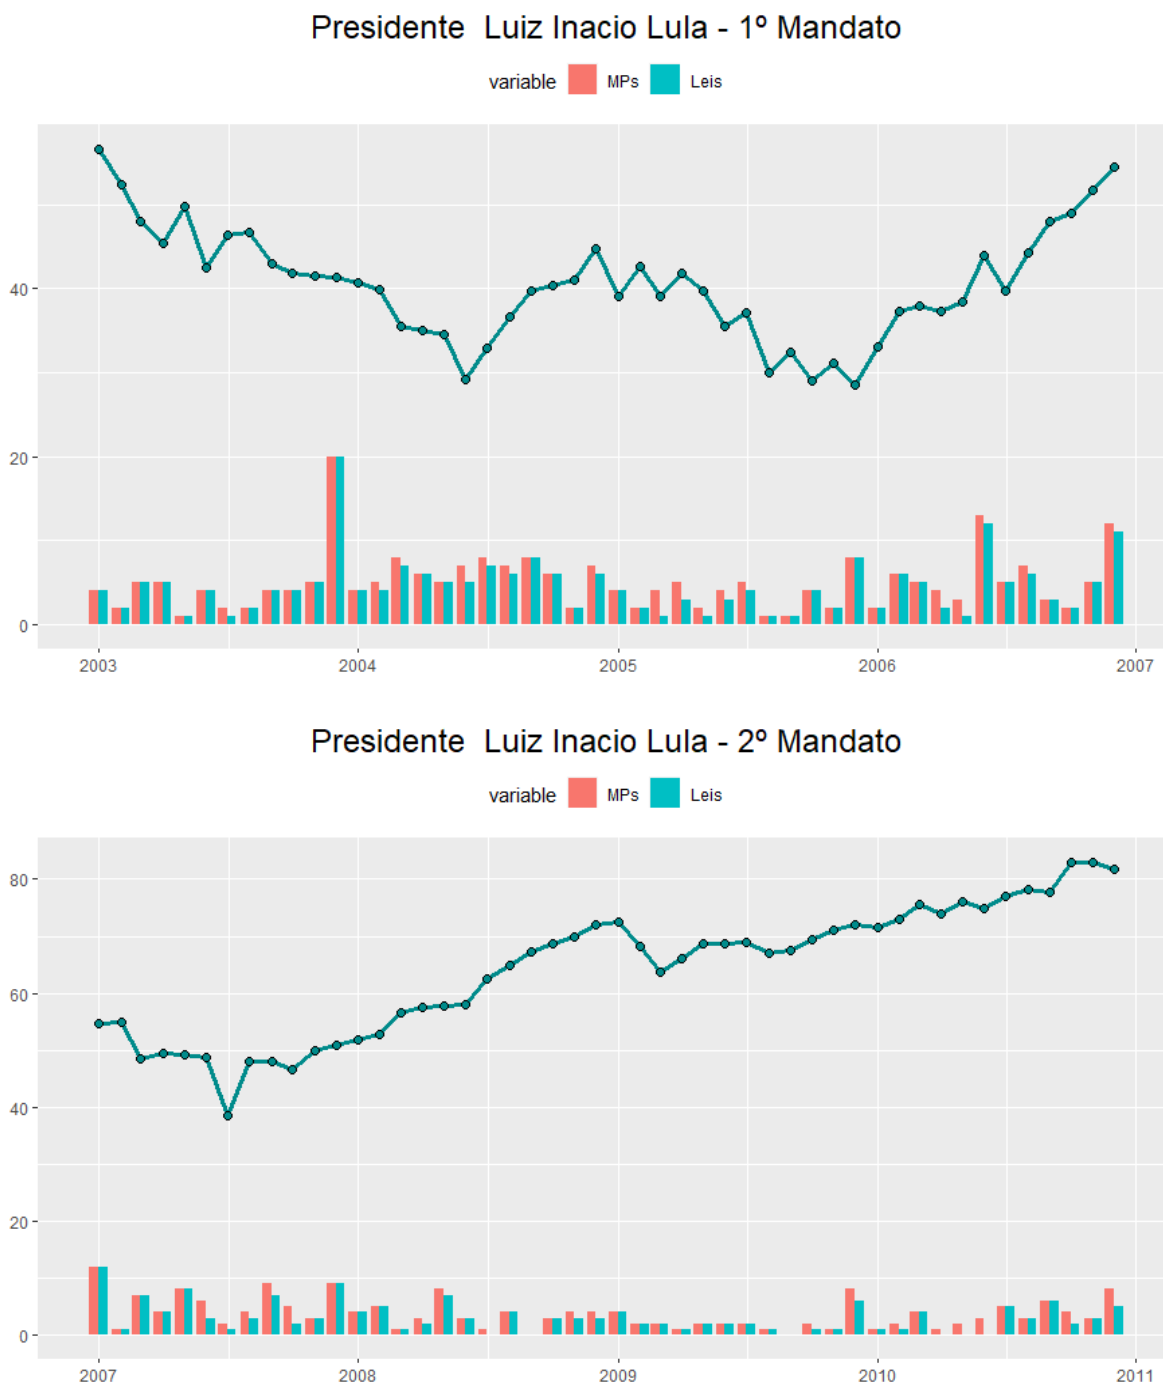 Presidente  Luiz Inacio Lula - 1º Mandato
variable MPs Leis
40
20
0
2003 2004 2005 2006 2007
Presidente  Luiz Inacio Lula - 2º Mandato
variable MPs Leis
80
60
40
20
0
2007 2008 2009 2010 2011